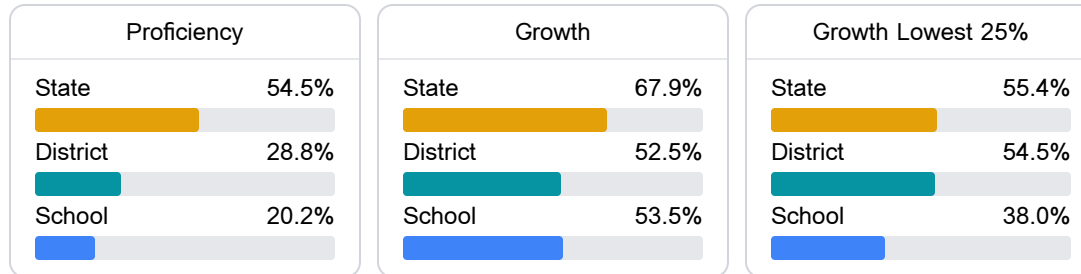 Proficiency
State 54.5%
District 28.8%
School 20.2%
Growth
State 67.9%
District 52.5%
School 53.5%
Growth Lowest 25%
State 55.4%
District 54.5%
School 38.0%